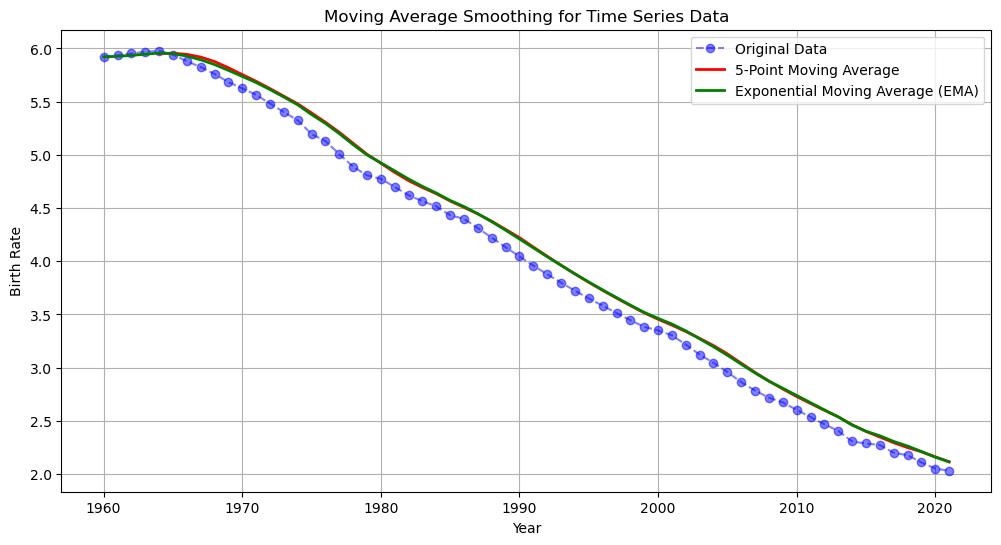 Moving Average Smoothing for Time Series Data
Original Data
5-Point Moving Average
Exponential Moving Average (EMA)
Birth Rate
6.0
5.5
5.0
4.5
4.0
3.5
3.0
2.5
2.0
1960
1970
1980
1990
2000
2010
2020
Year